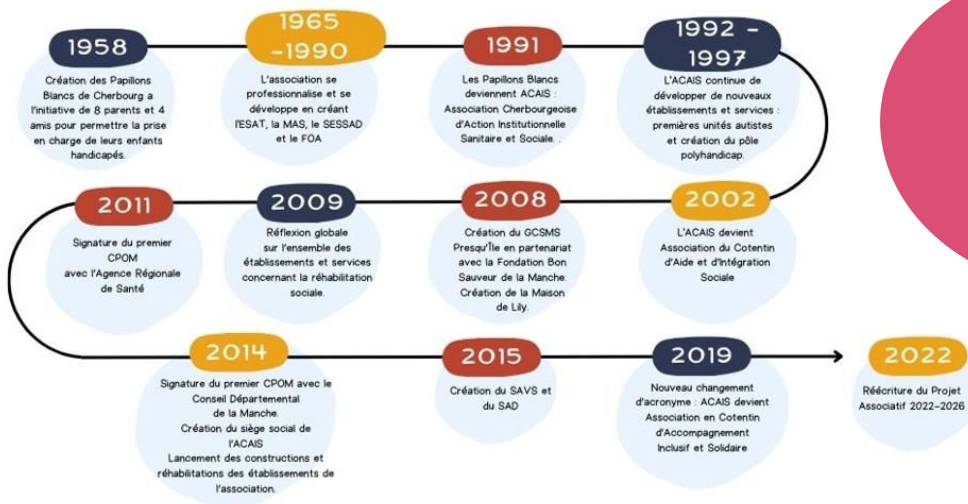 1958
Création des Papillons
Blancs de Cherbourg a
l'initiative de 8 parents et 4
amis pour permettre la prise
en charge de leurs enfants
handicapés.
1965
-1990
L'association se
professionnalise et se
développe en créant
l'ESAT, la MAS, le SESSAD
et le FOA
1991
Les Papillons Blancs
deviennent ACAIS :
Association Cherbourgeoise
d'Action Institutionnelle
Sanitaire et Sociale. .
1992 -
1997
L'ACAIS continue de
développer de nouveaux
établissements et services :
premières unités autistes
et création du pôle
polyhandicap.
2002
L'ACAIS devient
Association du Cotentin
d'Aide et d'Intégration
Sociale
2008
Création du GCSMS
Presqu'Île en partenariat
avec la Fondation Bon
Sauveur de la Manche.
Création de la Maison
de Lily.
2009
Réflexion globale
sur l'ensemble des
établissements et services
concernant la réhabilitation
sociale.
2011
Signature du premier
CPOM
avec l'Agence Régionale
de Santé
2014
Signature du premier CPOM avec le
Conseil Départemental
de la Manche.
Création du siège social de
l'ACAIS
Lancement des constructions et
réhabilitations des établissements de
l'association.
2015
Création du SAVS et
du SAD
2019
Nouveau changement
d'acronyme : ACAIS devient
Association en Cotentin
d'Accompagnement
Inclusif et Solidaire
2022
Réécriture du Projet
Associatif 2022-2026